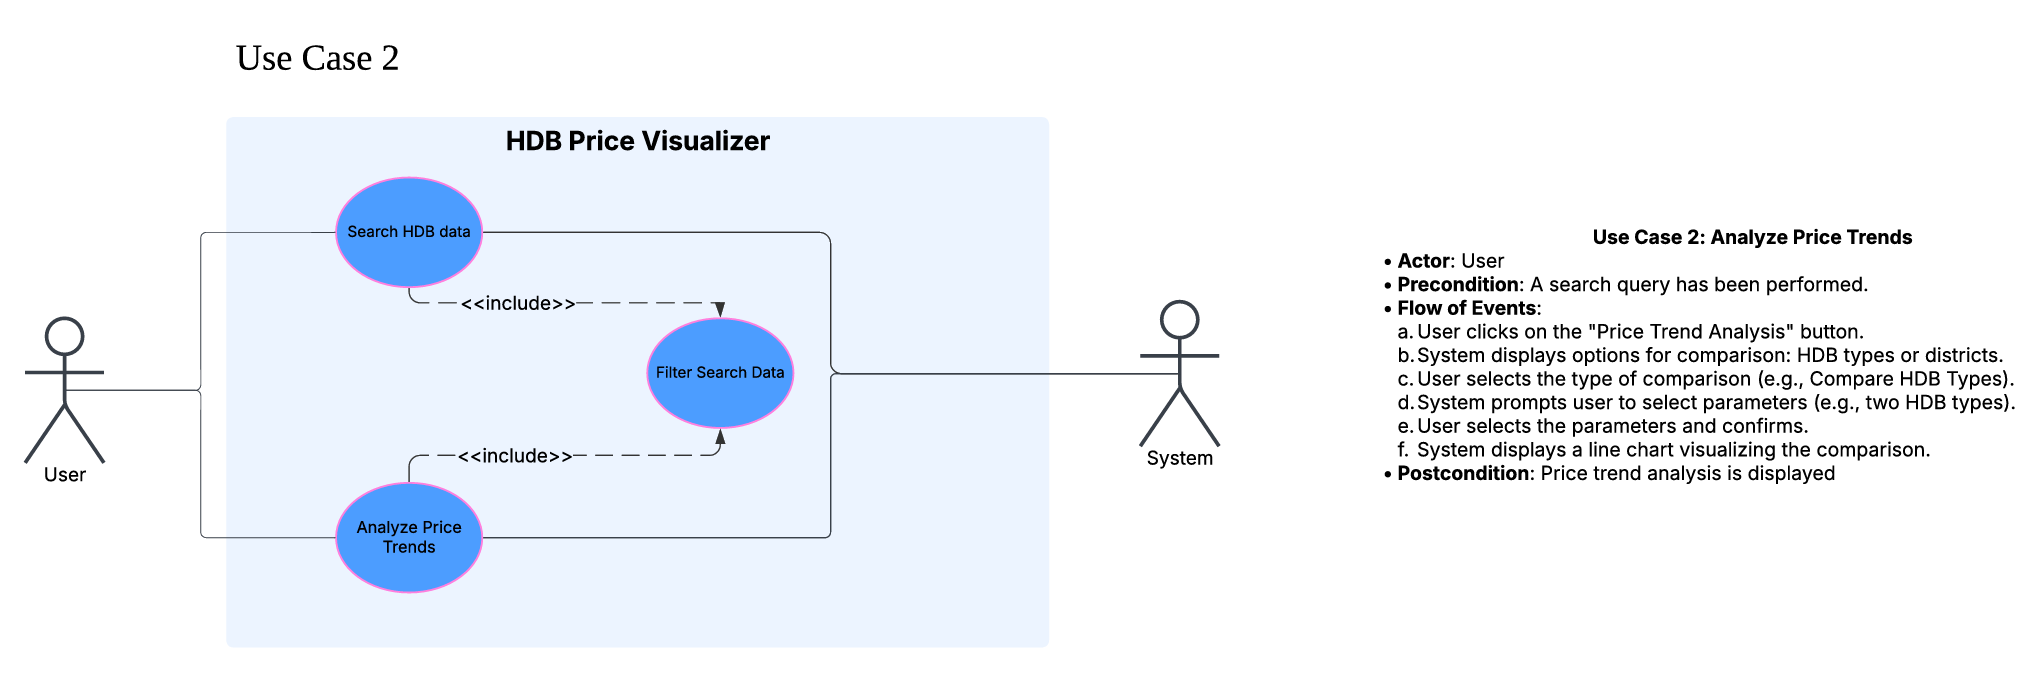 Use Case 2
HDB Price Visualizer
Search HDB data
<<include>>
Filter Search Data
<<include>>
Analyze Price
Trends
User
System
Use Case 2: Analyze Price Trends
• Actor: User
• Precondition: A search query has been performed.
• Flow of Events:
a. User clicks on the "Price Trend Analysis" button.
b. System displays options for comparison: HDB types or districts.
c. User selects the type of comparison (e.g., Compare HDB Types).
d. System prompts user to select parameters (e.g., two HDB types).
e. User selects the parameters and confirms.
f. System displays a line chart visualizing the comparison.
• Postcondition: Price trend analysis is displayed